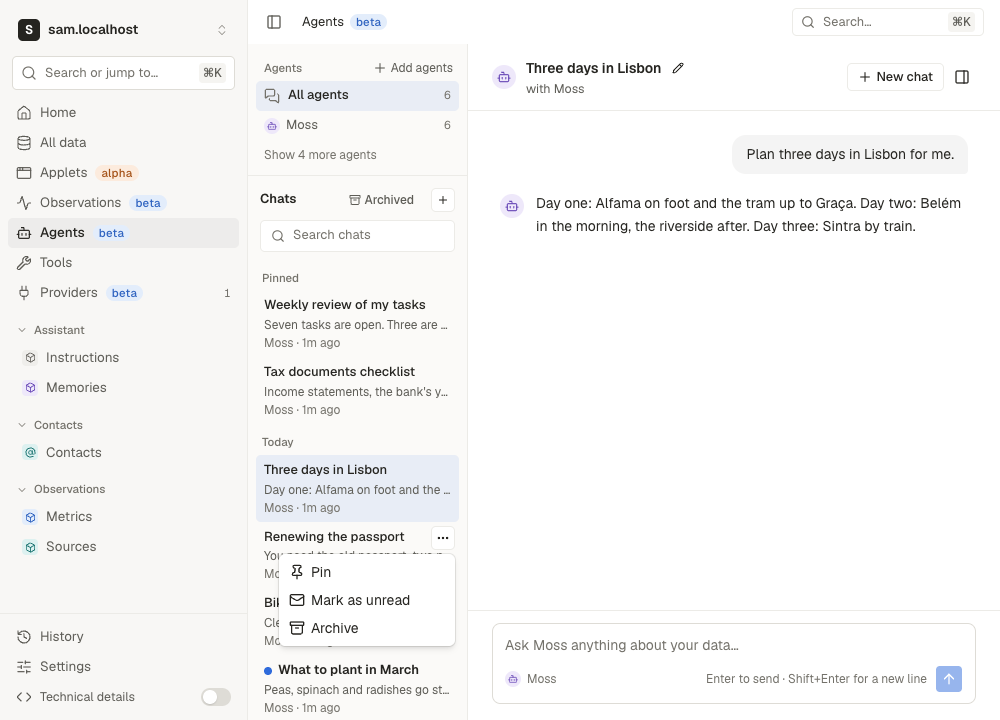 S sam.localhost
Search or jump to… ⌘K
Home
All data
Applets alpha
Observations beta
Agents beta
Tools
Providers beta 1
Assistant
Instructions
Memories
Contacts
Contacts
Observations
Metrics
Sources
History
Settings
Technical details
Agents beta
Search… ⌘K
Agents Add agents
All agents 6
Moss 6
Show 4 more agents
Chats Archived
Search chats
Pinned
Weekly review of my tasks
Seven tasks are open. Three are …
Moss · 1m ago
Tax documents checklist
Income statements, the bank's y…
Moss · 1m ago
Today
Three days in Lisbon
Day one: Alfama on foot and the …
Moss · 1m ago
Renewing the passport
Pin
Mark as unread
Archive
What to plant in March
Peas, spinach and radishes go st…
Moss · 1m ago
Three days in Lisbon
with Moss
New chat
Plan three days in Lisbon for me.
Day one: Alfama on foot and the tram up to Graça. Day two: Belém
in the morning, the riverside after. Day three: Sintra by train.
Ask Moss anything about your data…
Moss
Enter to send · Shift+Enter for a new line